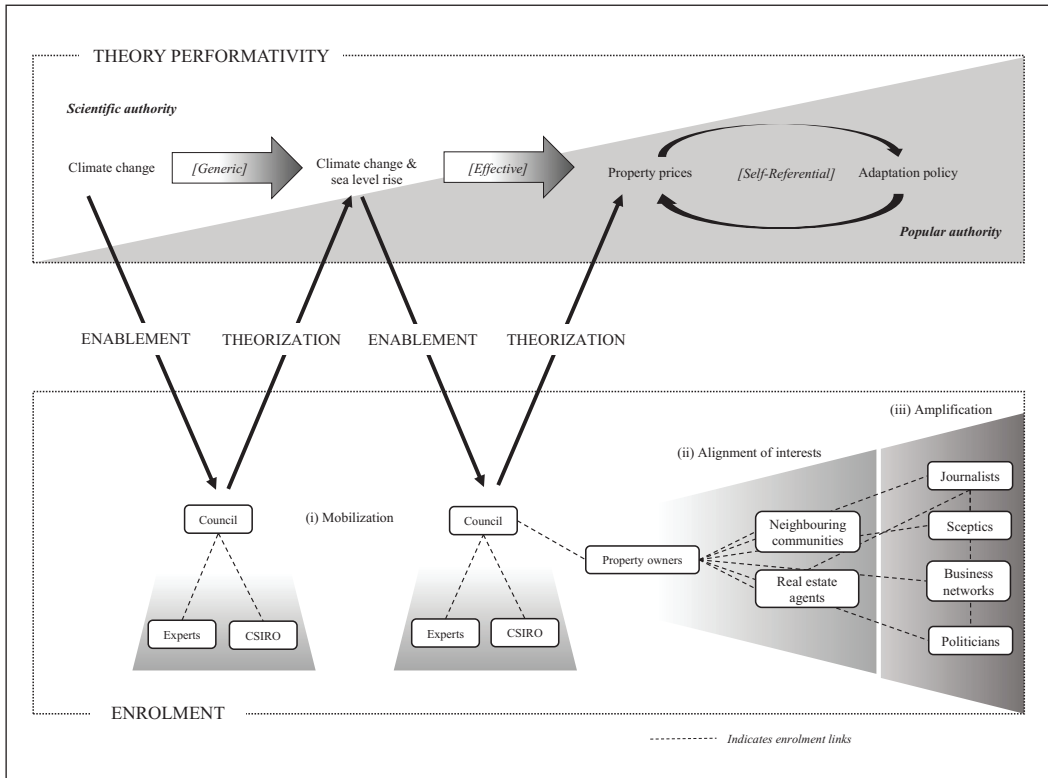 THEORY PERFORMATIVITY
Scientific authority
Climate change
[Generic]
Climate change &
sea level rise
[Effective]
Property prices
[Self-Referential]
Adaptation policy
Popular authority
ENABLEMENT
THEORIZATION
ENABLEMENT
THEORIZATION
(iii) Amplification
(ii) Alignment of interests
(i) Mobilization
Council
Experts
CSIRO
Council
Experts
CSIRO
Property owners
Neighbouring
communities
Real estate
agents
Journalists
Sceptics
Business
networks
Politicians
ENROLMENT
Indicates enrolment links